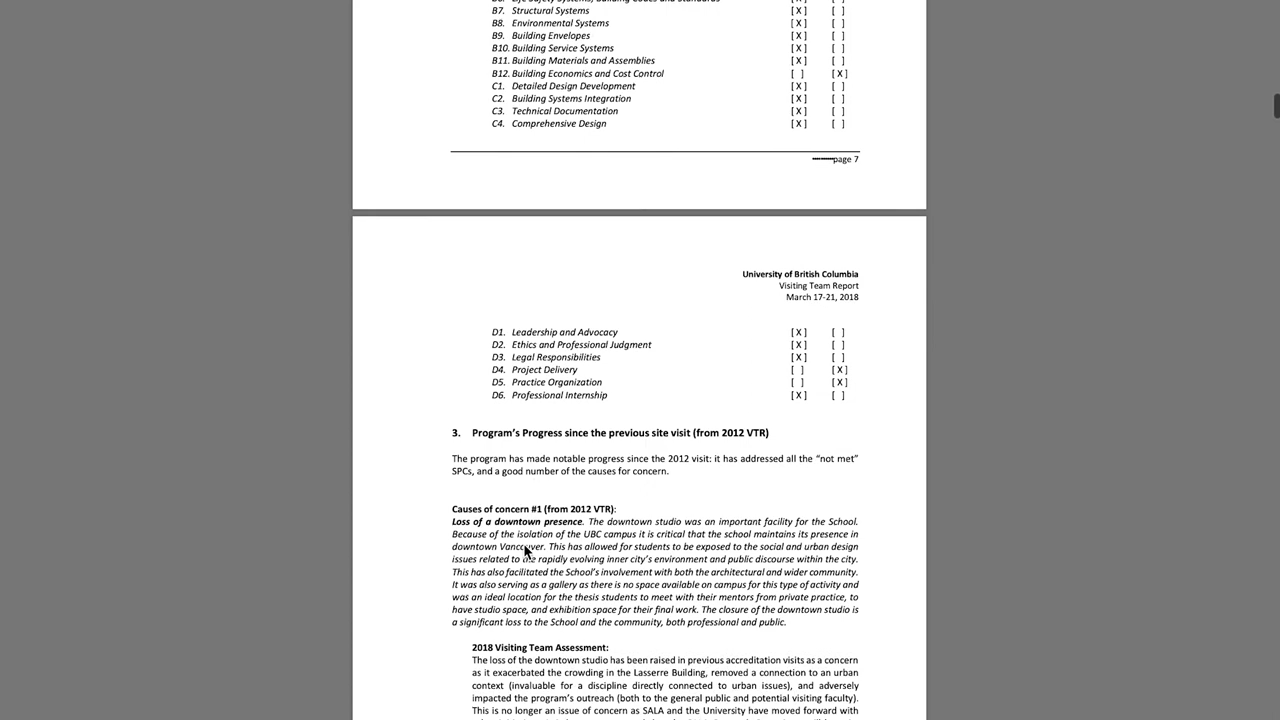 B7. Structural Systems [ X ] [ ]
B8. Environmental Systems [ X ] [ ]
B9. Building Envelopes [ X ] [ ]
B10. Building Service Systems [ X ] [ ]
B11. Building Materials and Assemblies [ X ] [ ]
B12. Building Economics and Cost Control [ ] [ X ]
C1. Detailed Design Development [ X ] [ ]
C2. Building Systems Integration [ X ] [ ]
C3. Technical Documentation [ X ] [ ]
C4. Comprehensive Design [ X ] [ ]
page 7
University of British Columbia
Visiting Team Report
March 17-21, 2018
D1. Leadership and Advocacy [ X ] [ ]
D2. Ethics and Professional Judgment [ X ] [ ]
D3. Legal Responsibilities [ X ] [ ]
D4. Project Delivery [ ] [ X ]
D5. Practice Organization [ ] [ X ]
D6. Professional Internship [ X ] [ ]
3. Program's Progress since the previous site visit (from 2012 VTR)
The program has made notable progress since the 2012 visit: it has addressed all the “not met”
SPCs, and a good number of the causes for concern.
Causes of concern #1 (from 2012 VTR):
Loss of a downtown presence. The downtown studio was an important facility for the School.
Because of the isolation of the UBC campus it is critical that the school maintains its presence in
downtown Vancouver. This has allowed for students to be exposed to the social and urban design
issues related to the rapidly evolving inner city's environment and public discourse within the city.
This has also facilitated the School's involvement with both the architectural and wider community.
It was also serving as a gallery as there is no space available on campus for this type of activity and
was an ideal location for the thesis students to meet with their mentors from private practice, to
have studio space, and exhibition space for their final work. The closure of the downtown studio is
a significant loss to the School and the community, both professional and public.
2018 Visiting Team Assessment:
The loss of the downtown studio has been raised in previous accreditation visits as a concern
as it exacerbated the crowding in the Lasserre Building, removed a connection to an urban
context (invaluable for a discipline directly connected to urban issues), and adversely
impacted the program's outreach (both to the general public and potential visiting faculty).
This is no longer an issue of concern as SALA and the University have moved forward with